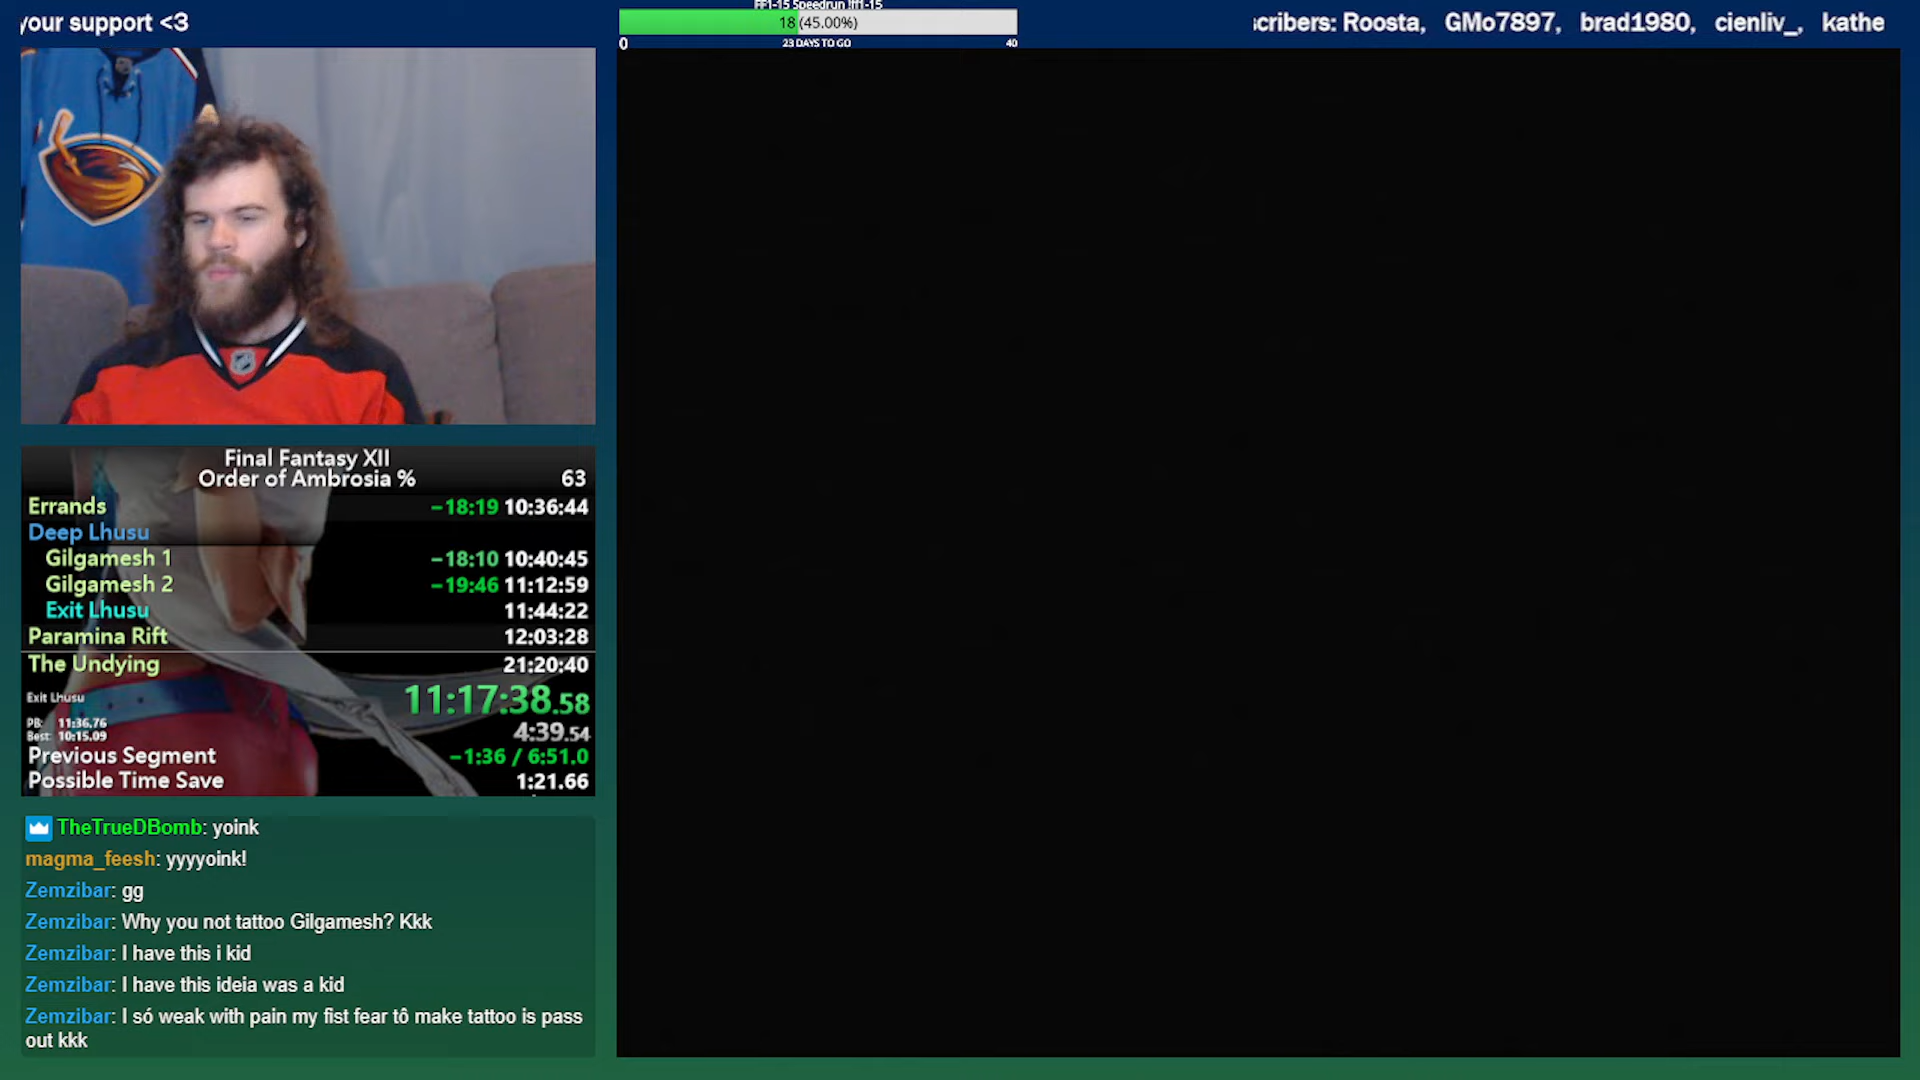 your support <3
FF1-15 Speedrun !ff1-15
18 (45.00%)
0
23 DAYS TO GO
40
scribers: Roosta, GMo7897, brad1980, cienliv_, kathe
Final Fantasy XII
Order of Ambrosia %
63
Errands -18:19 10:36:44
Deep Lhusu
Gilgamesh 1 -18:10 10:40:45
Gilgamesh 2 -19:46 11:12:59
Exit Lhusu 11:44:22
Paramina Rift 12:03:28
The Undying 21:20:40
11:17:38.58
Exit Lhusu
PB: 11:36.76
Best: 10:15.09
4:39.54
Previous Segment -1:36 / 6:51.0
Possible Time Save 1:21.66
TheTrueDBomb: yoink
magma_feesh: yyyyoink!
Zemzibar: gg
Zemzibar: Why you not tattoo Gilgamesh? Kkk
Zemzibar: I have this i kid
Zemzibar: I have this ideia was a kid
Zemzibar: I só weak with pain my fist fear tô make tattoo is pass
out kkk